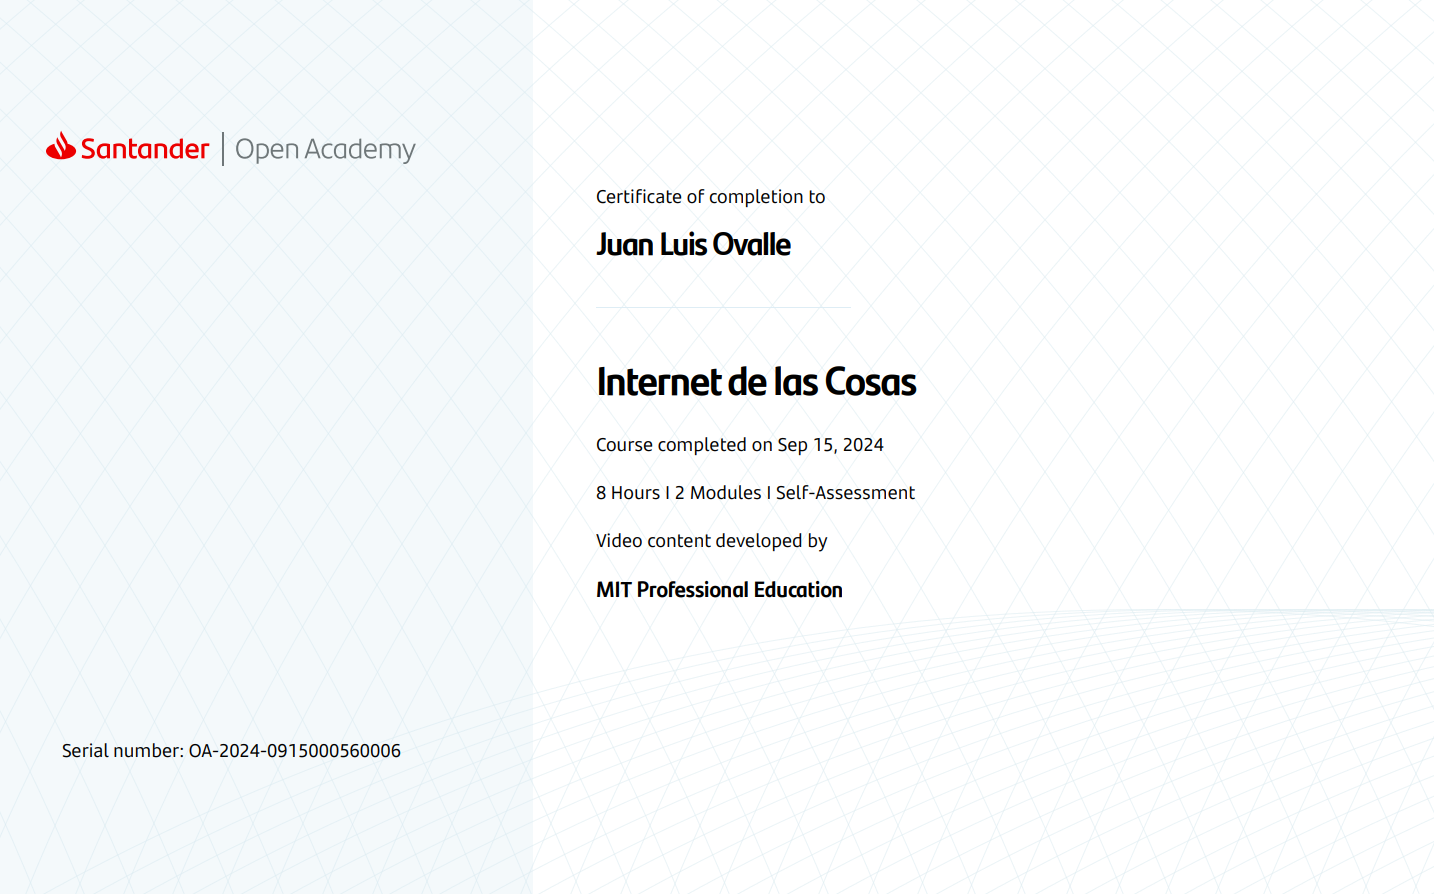 Santander | Open Academy
Certificate of completion to
Juan Luis Ovalle
Internet de las Cosas
Course completed on Sep 15, 2024
8 Hours I 2 Modules I Self-Assessment
Video content developed by
MIT Professional Education
Serial number: OA-2024-0915000560006